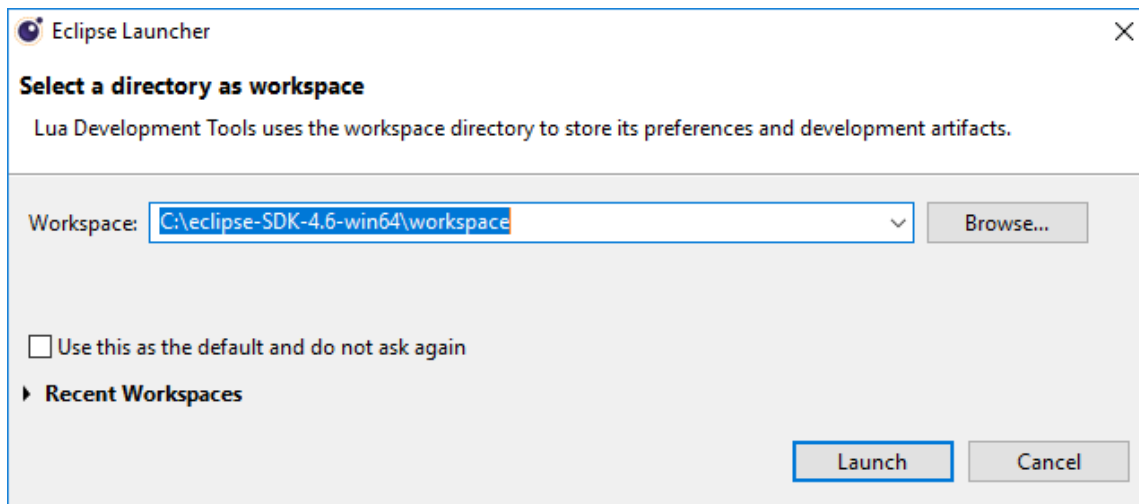 Eclipse Launcher
Select a directory as workspace
Lua Development Tools uses the workspace directory to store its preferences and development artifacts.
Workspace: C:\eclipse-SDK-4.6-win64\workspace Browse...
Use this as the default and do not ask again
Recent Workspaces
Launch Cancel